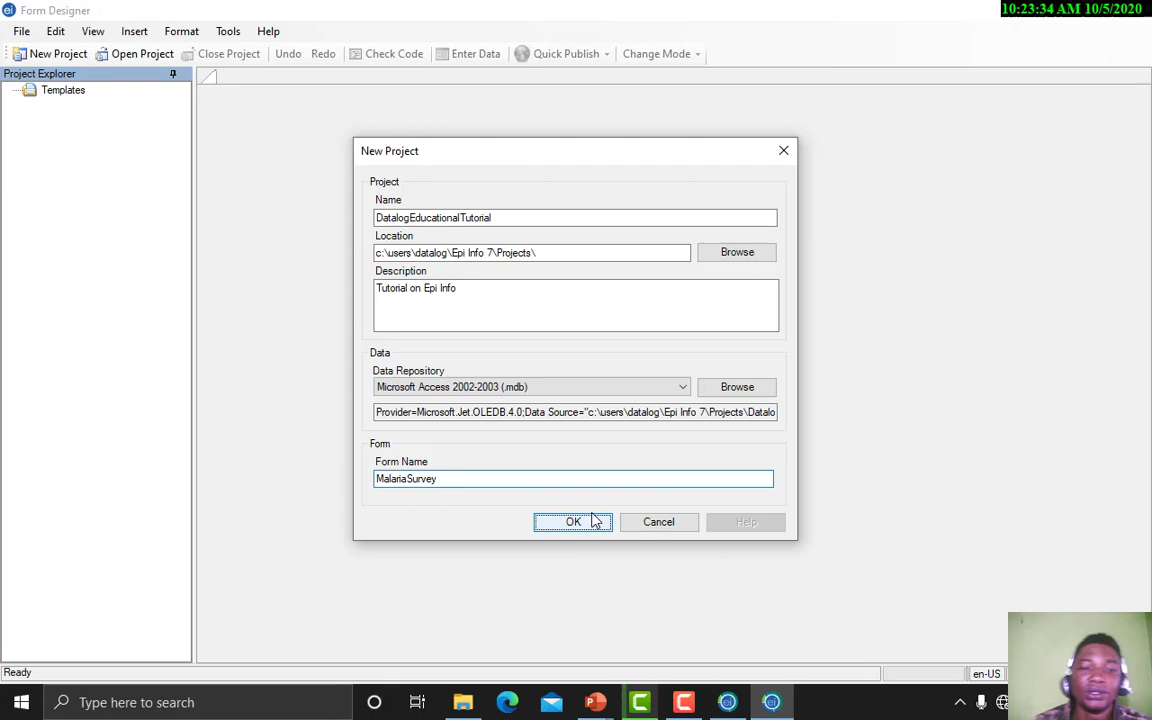 Form Designer
10:23:34 AM 10/5/2020
File Edit View Insert Format Tools Help
New Project Open Project Close Project Undo Redo Check Code Enter Data Quick Publish Change Mode
Project Explorer
Templates
New Project
Project
Name
DatalogEducationalTutorial
Location
c:\users\datalog\Epi Info 7\Projects\
Browse
Description
Tutorial on Epi Info
Data
Data Repository
Microsoft Access 2002-2003 (.mdb)
Browse
Provider=Microsoft.Jet.OLEDB.4.0;Data Source="c:\users\datalog\Epi Info 7\Projects\Datalo
Form
Form Name
MalariaSurvey
OK Cancel Help
Ready
en-US
Type here to search